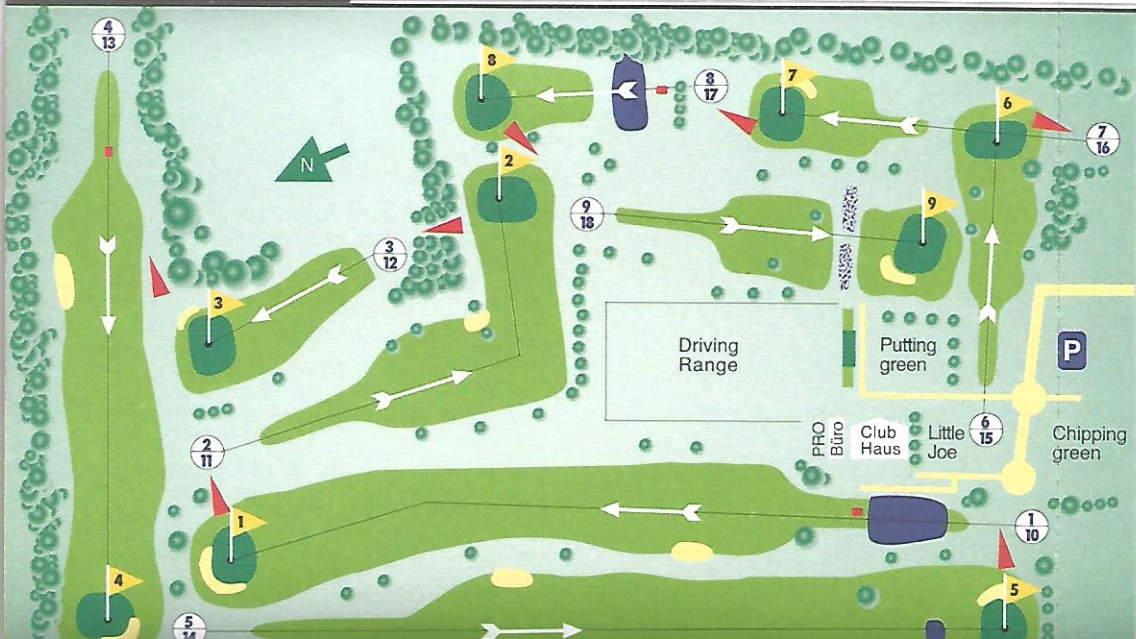 4
13
8
7
8
17
6
7
16
N
2
9
18
9
3
12
3
Driving
Range
Putting
green
P
PRO
Büro
Club
Haus
Little
Joe
6
15
Chipping
green
2
11
1
1
10
4
5
5
14